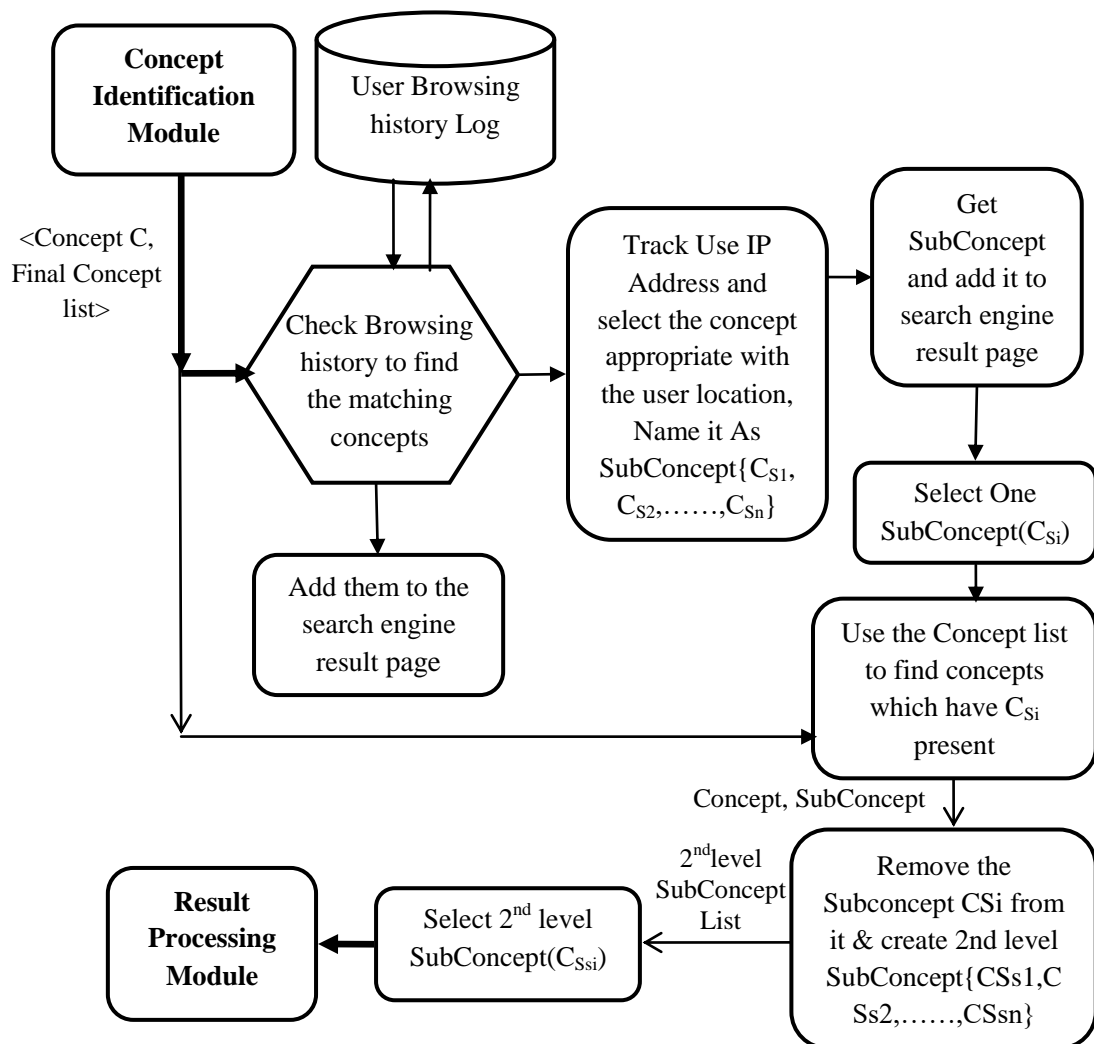 Concept
Identification
Module
User Browsing
history Log
<Concept C,
Final Concept
list>
Check Browsing
history to find
the matching
concepts
Track Use IP
Address and
select the concept
appropriate with
the user location,
Name it As
SubConcept{CS1,
CS2,……,CSn}
Get
SubConcept
and add it to
search engine
result page
Add them to the
search engine
result page
Select One
SubConcept(CSi)
Use the Concept list
to find concepts
which have CSi
present
Concept, SubConcept
Remove the
Subconcept CSi from
it & create 2nd level
SubConcept{CSs1,C
Ss2,……,CSsn}
2nd level
SubConcept
List
Select 2nd level
SubConcept(CSsi)
Result
Processing
Module